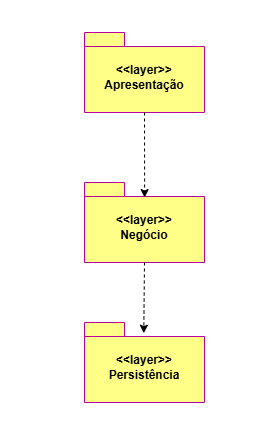 <<layer>>
Apresentação
<<layer>>
Negócio
<<layer>>
Persistência